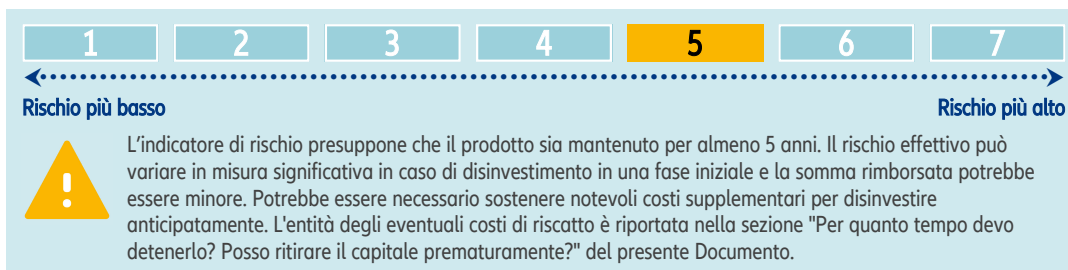 1 2 3 4 5 6 7
Rischio più basso Rischio più alto
L'indicatore di rischio presuppone che il prodotto sia mantenuto per almeno 5 anni. Il rischio effettivo può
variare in misura significativa in caso di disinvestimento in una fase iniziale e la somma rimborsata potrebbe
essere minore. Potrebbe essere necessario sostenere notevoli costi supplementari per disinvestire
anticipatamente. L'entità degli eventuali costi di riscatto è riportata nella sezione "Per quanto tempo devo
detenerlo? Posso ritirare il capitale prematuramente?" del presente Documento.